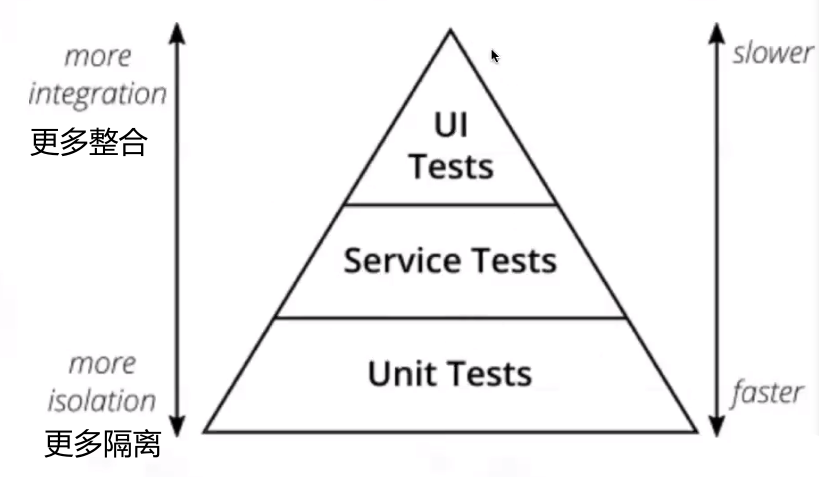 more
integration
更多整合
slower
UI
Tests
Service Tests
Unit Tests
more
isolation
更多隔离
faster